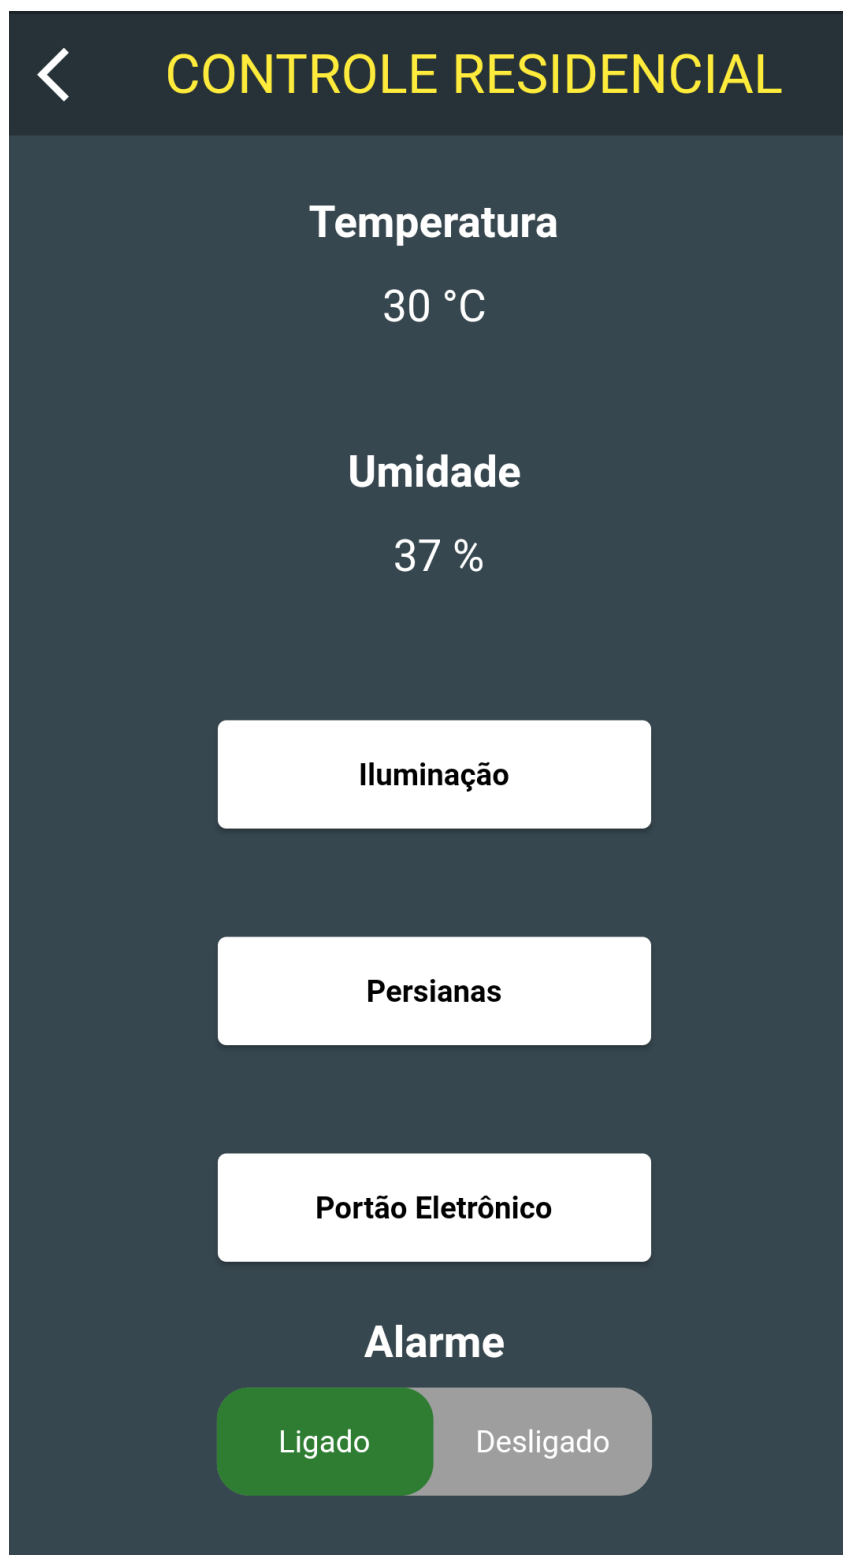 CONTROLE RESIDENCIAL
Temperatura
30 °C
Umidade
37 %
Iluminação
Persianas
Portão Eletrônico
Alarme
Ligado Desligado